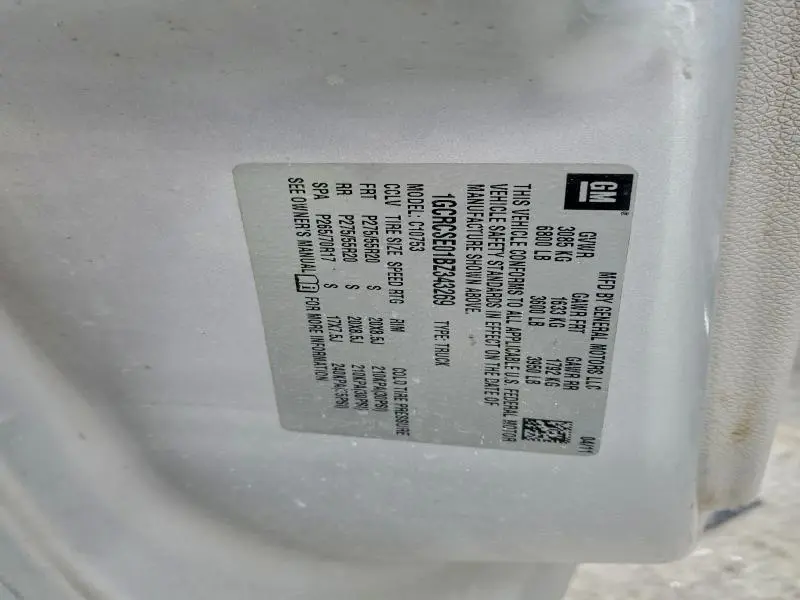 GM
MFD BY GENERAL MOTORS LLC 04/11
GVWR GAWR FRT GAWR RR
3085 KG 1633 KG 1792 KG
6800 LB 3600 LB 3950 LB
THIS VEHICLE CONFORMS TO ALL APPLICABLE U.S. FEDERAL MOTOR
VEHICLE SAFETY STANDARDS IN EFFECT ON THE DATE OF
MANUFACTURE SHOWN ABOVE.
1GCRCSE01BZ343269 TYPE: TRUCK
MODEL: C10753
CCLV TIRE SIZE SPEED RTG RIM COLD TIRE PRESSURE
FRT P275/55R20 S 20X8.5J 210KPA(30PSI)
RR P275/55R20 S 20X8.5J 210KPA(30PSI)
SPA P265/70R17 S 17X7.5J 240KPA(35PSI)
SEE OWNER'S MANUAL FOR MORE INFORMATION